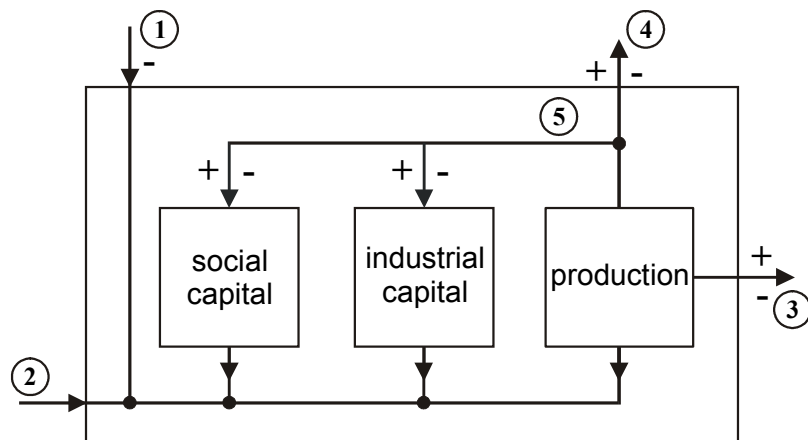 1
-
4
+ -
5
+ - + -
social
capital
industrial
capital
production
+
-
3
2